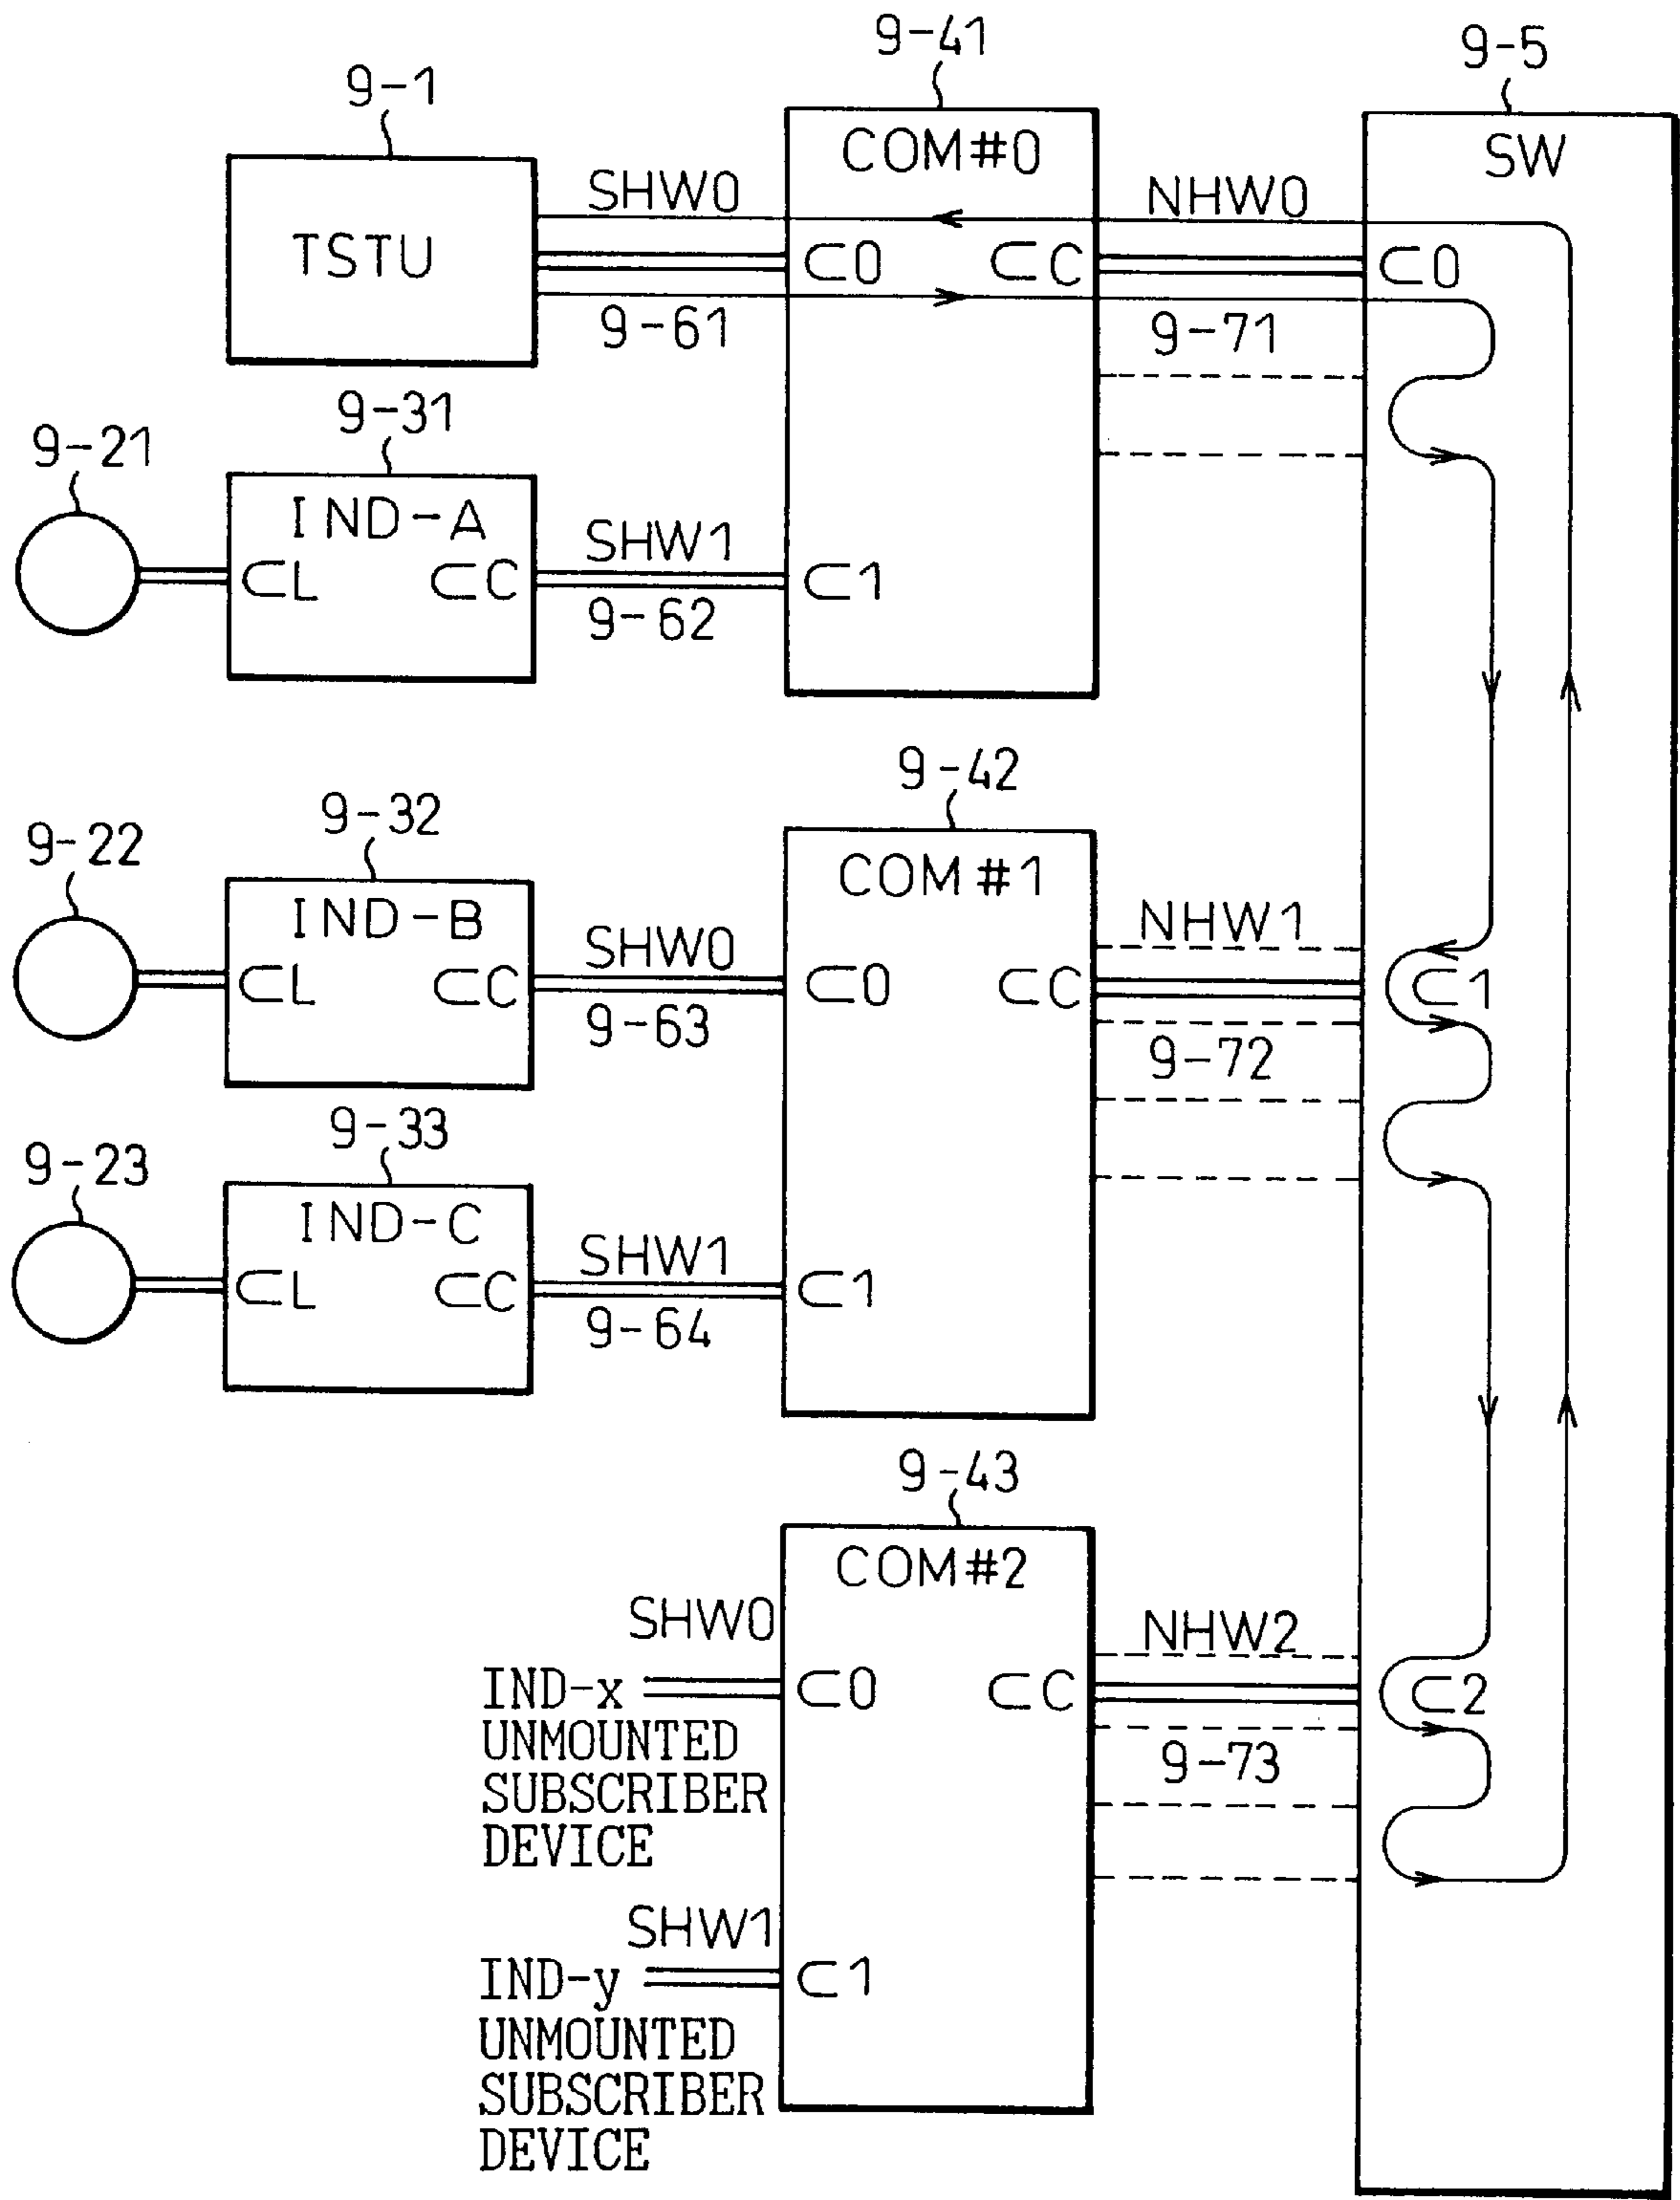 9-41
9-5
9-1
COM#0
SW
SHW0
NHW0
TSTU
⊂0
⊂C
⊂0
9-61
9-71
9-31
9-21
IND-A
SHW1
⊂L
⊂C
⊂1
9-62
9-42
9-32
9-22
COM#1
IND-B
NHW1
SHW0
⊂L
⊂C
⊂0
⊂C
⊂1
9-63
9-72
9-33
9-23
IND-C
SHW1
⊂L
⊂C
⊂1
9-64
9-43
COM#2
SHW0
NHW2
IND-x
⊂0
⊂C
⊂2
UNMOUNTED
SUBSCRIBER
DEVICE
9-73
SHW1
IND-y
⊂1
UNMOUNTED
SUBSCRIBER
DEVICE